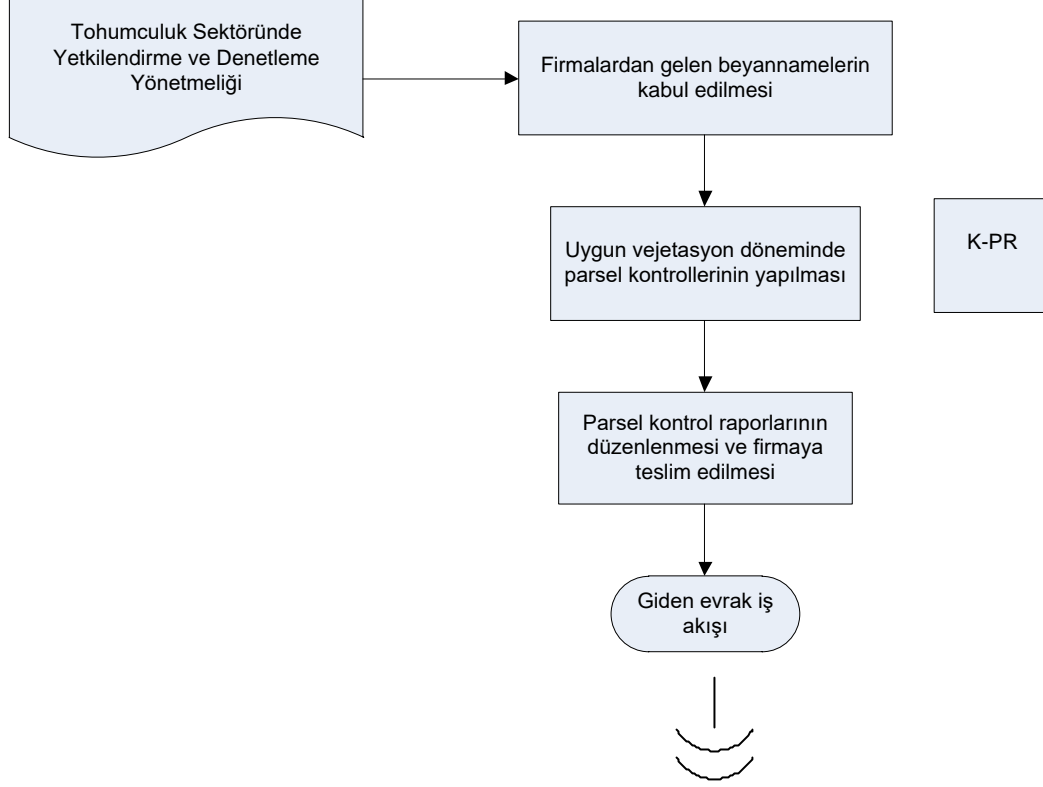 Tohumculuk Sektöründe
Yetkilendirme ve Denetleme
Yönetmeliği
Firmalardan gelen beyannamelerin
kabul edilmesi
Uygun vejetasyon döneminde
parsel kontrollerinin yapılması
K-PR
Parsel kontrol raporlarının
düzenlenmesi ve firmaya
teslim edilmesi
Giden evrak iş
akışı